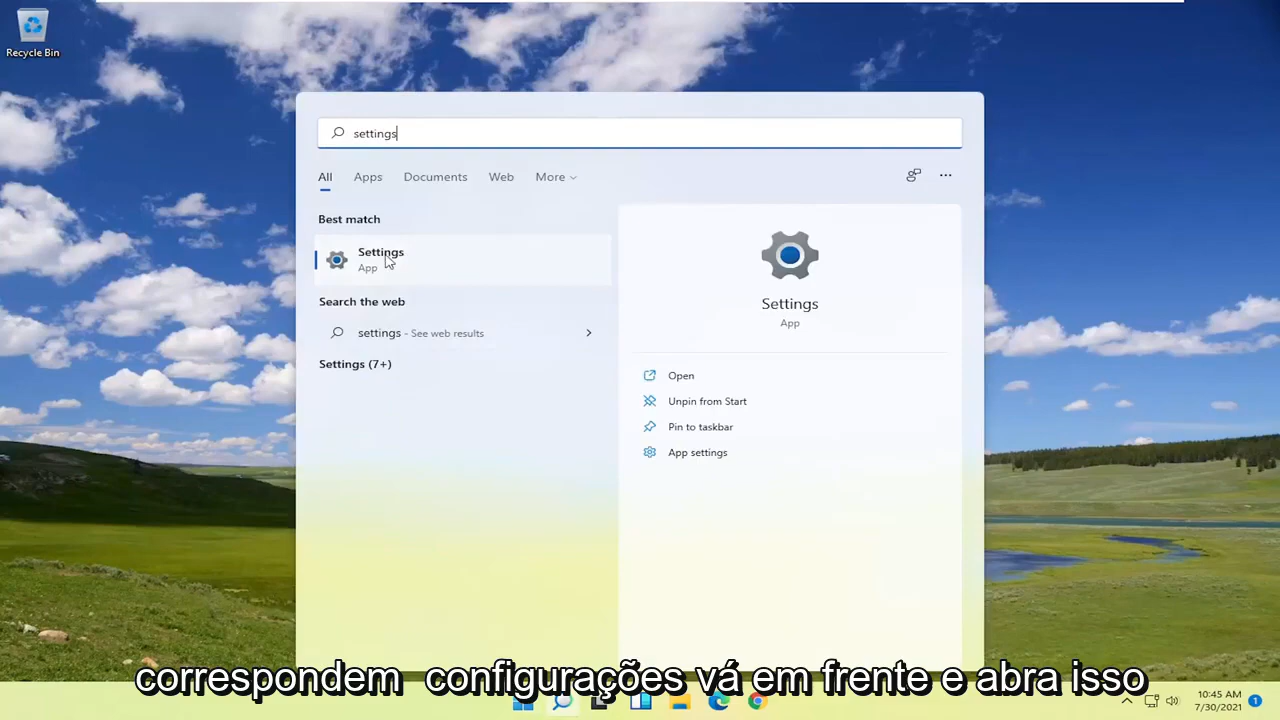 Recycle Bin
settings
All Apps Documents Web More
Best match
Settings
App
Search the web
settings - See web results
Settings (7+)
Settings
App
Open
Unpin from Start
Pin to taskbar
App settings
correspondem configurações vá em frente e abra isso
10:45 AM
7/30/2021
1